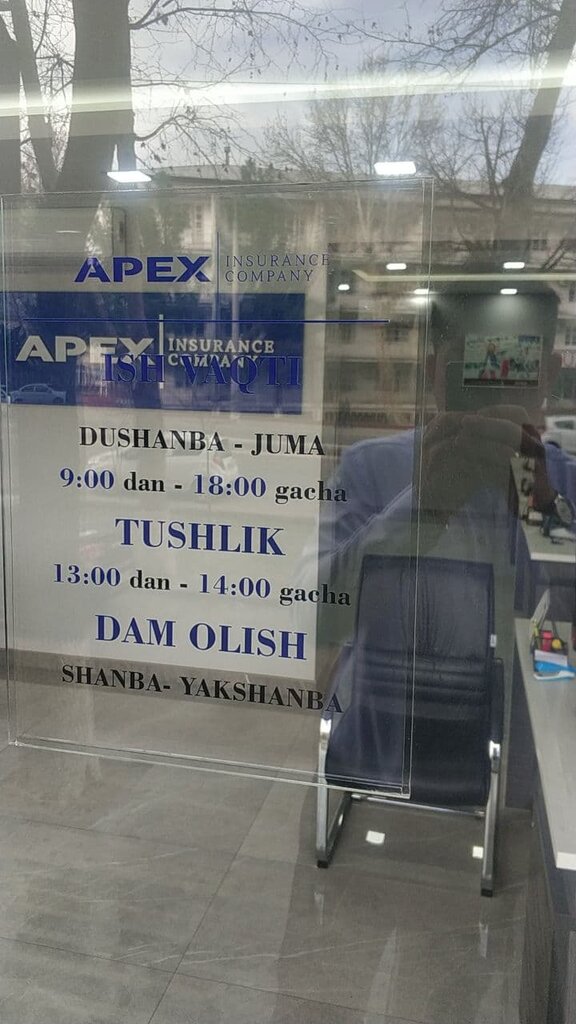 APEX INSURANCE COMPANY
APEX INSURANCE COMPANY
ISH VAQTI
DUSHANBA - JUMA
9:00 dan - 18:00 gacha
TUSHLIK
13:00 dan - 14:00 gacha
DAM OLISH
SHANBA- YAKSHANBA